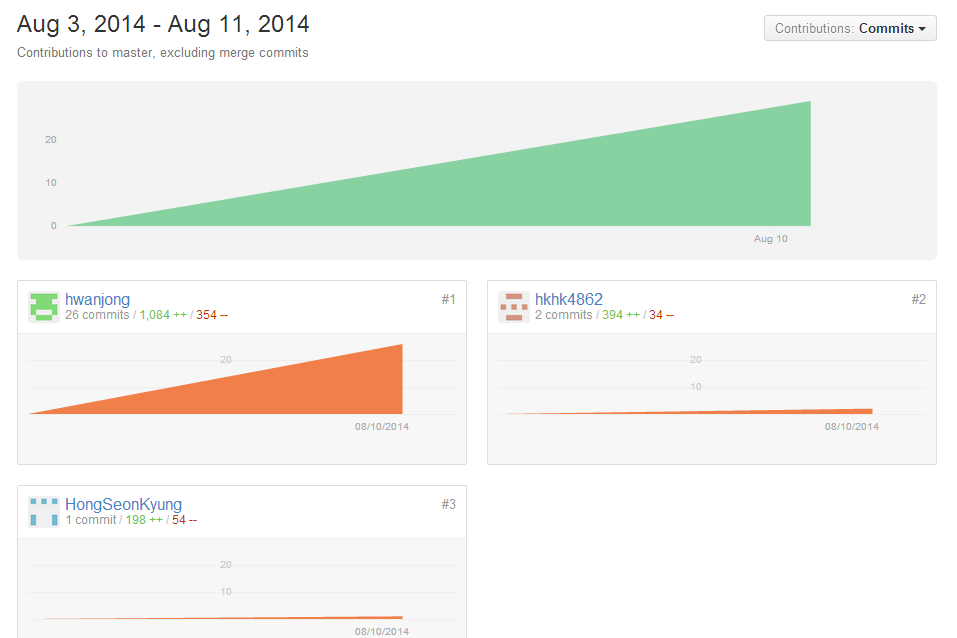 Aug 3, 2014 - Aug 11, 2014
Contributions: Commits
Contributions to master, excluding merge commits
20
10
0
Aug 10
hwanjong
#1
26 commits / 1,084 ++ / 354 --
20
08/10/2014
hkhk4862
#2
2 commits / 394 ++ / 34 --
20
10
08/10/2014
HongSeonKyung
#3
1 commit / 198 ++ / 54 --
20
10
08/10/2014